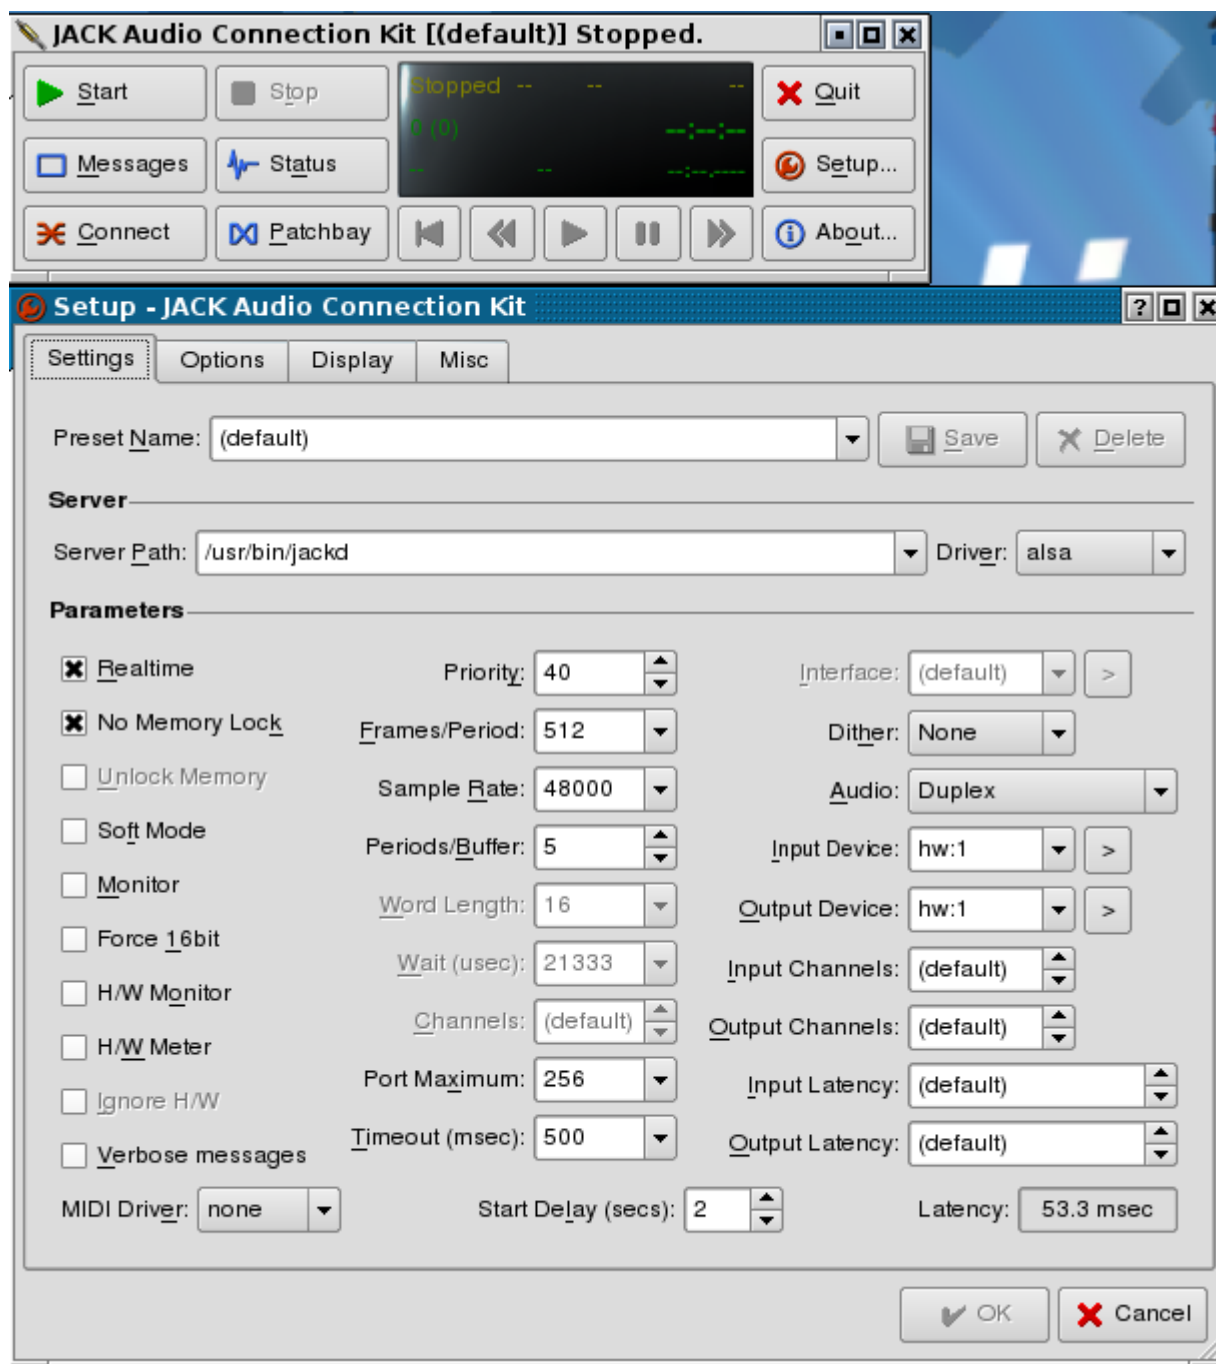 JACK Audio Connection Kit [(default)] Stopped.
Start
Stop
Stopped -- -- --
Quit
0 (0) --:--:--
Messages
Status
-- -- --:--.----
Setup...
Connect
Patchbay
About...
Setup - JACK Audio Connection Kit
?
Settings Options Display Misc
Preset Name: (default) Save Delete
Server
Server Path: /usr/bin/jackd Driver: alsa
Parameters
Realtime Priority: 40 Interface: (default) >
No Memory Lock Frames/Period: 512 Dither: None
Unlock Memory Sample Rate: 48000 Audio: Duplex
Soft Mode Periods/Buffer: 5 Input Device: hw:1 >
Monitor Word Length: 16 Output Device: hw:1 >
Force 16bit Wait (usec): 21333 Input Channels: (default)
H/W Monitor Channels: (default) Output Channels: (default)
H/W Meter Port Maximum: 256 Input Latency: (default)
Ignore H/W Timeout (msec): 500 Output Latency: (default)
Verbose messages
MIDI Driver: none Start Delay (secs): 2 Latency: 53.3 msec
OK Cancel